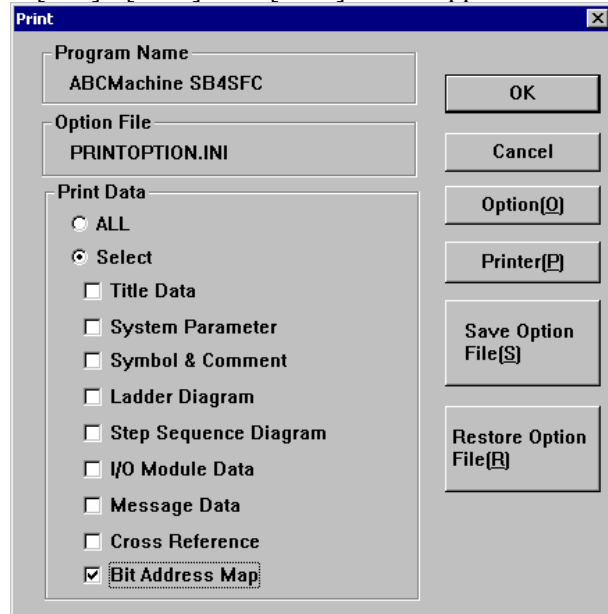 Print
Program Name
ABCMachine SB4SFC
Option File
PRINTOPTION.INI
Print Data
ALL
Select
Title Data
System Parameter
Symbol & Comment
Ladder Diagram
Step Sequence Diagram
I/O Module Data
Message Data
Cross Reference
Bit Address Map
OK
Cancel
Option(O)
Printer(P)
Save Option
File(S)
Restore Option
File(R)